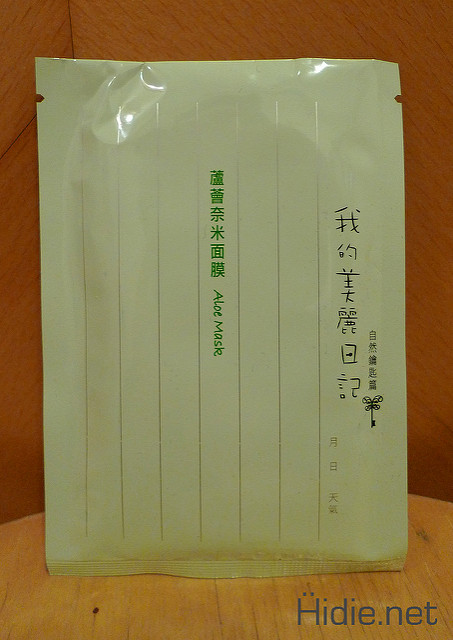 我的美麗日記
自然鑰匙篇
月 日 天氣
蘆薈奈米面膜 Aloe Mask
Hidie.net